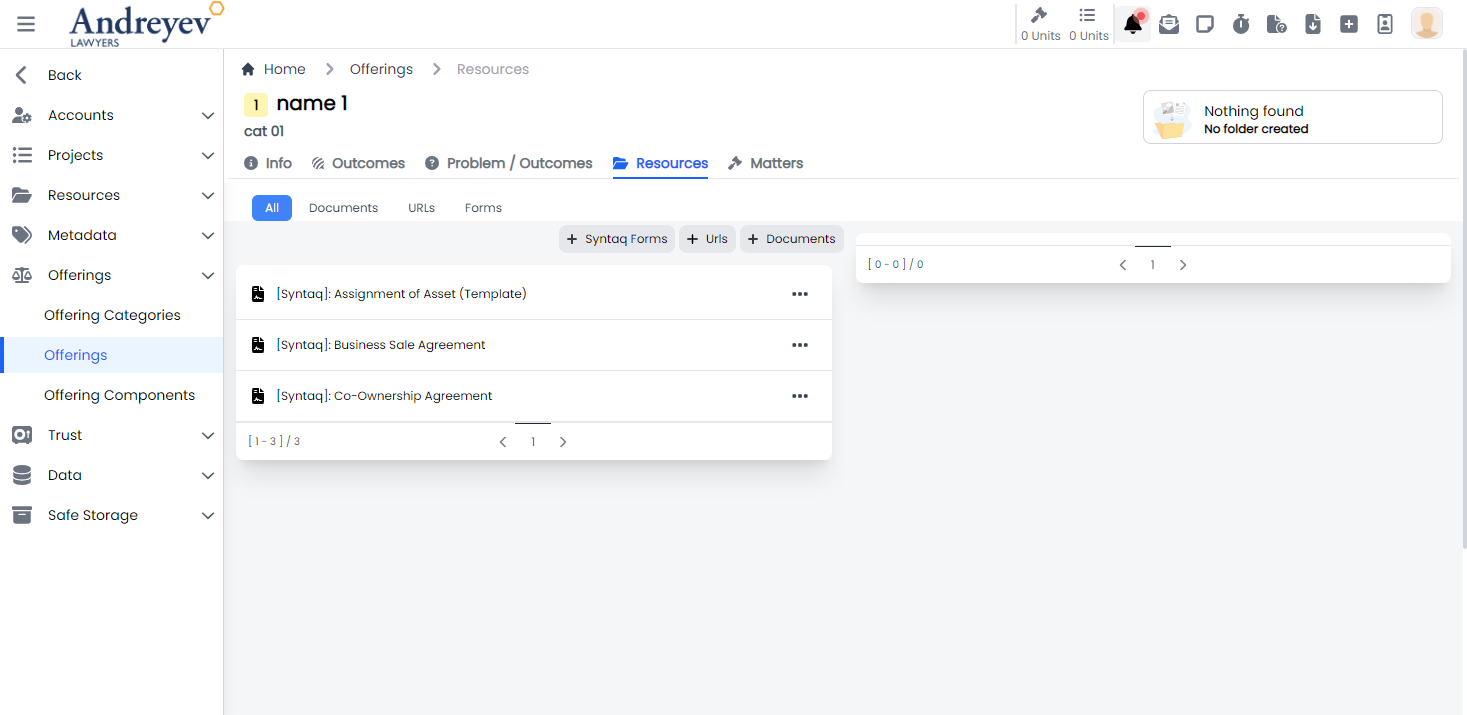 Andreyev
LAWYERS
0 Units 0 Units
Back
Accounts
Projects
Resources
Metadata
Offerings
Offering Categories
Offerings
Offering Components
Trust
Data
Safe Storage
Home Offerings Resources
1 name 1
cat 01
Nothing found
No folder created
Info Outcomes Problem / Outcomes Resources Matters
All Documents URLs Forms
+ Syntaq Forms + Urls + Documents
[Syntaq]: Assignment of Asset (Template)
[Syntaq]: Business Sale Agreement
[Syntaq]: Co-Ownership Agreement
[ 1 - 3 ] / 3 1
[ 0 - 0 ] / 0 1